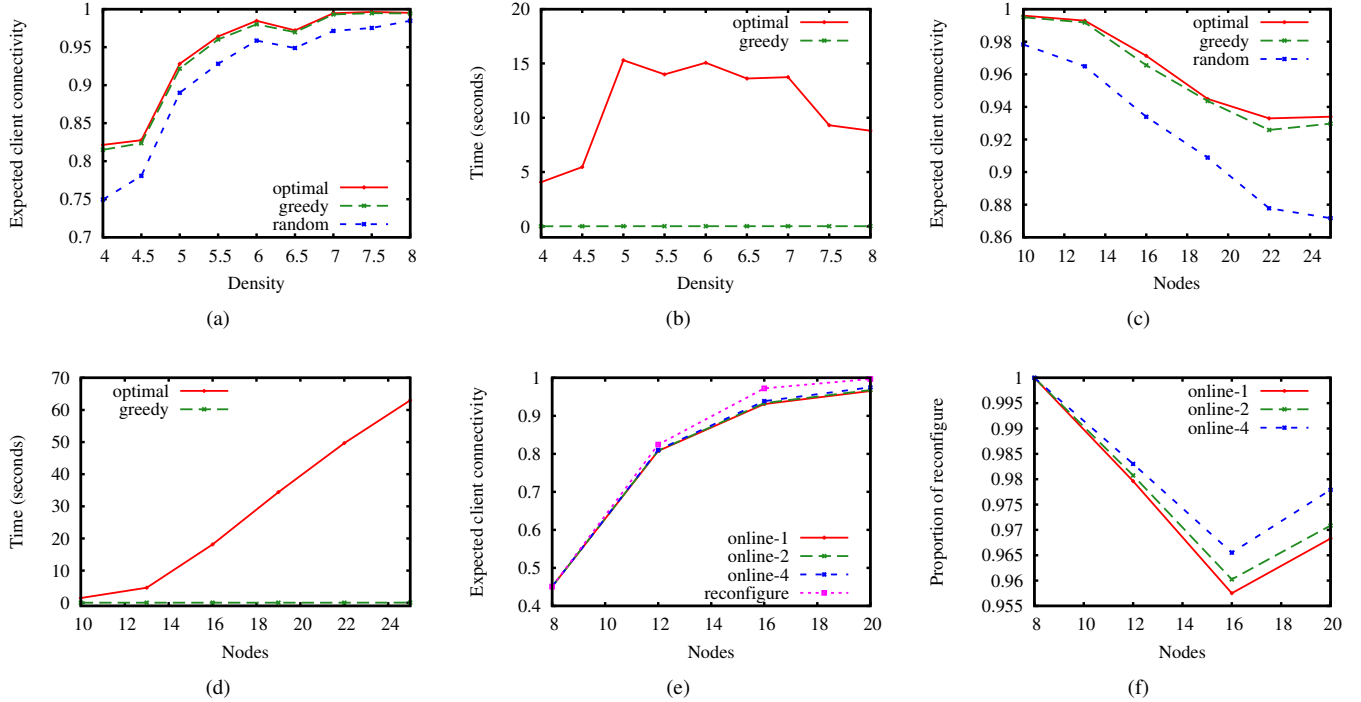 Expected client connectivity
1
0.95
0.9
0.85
0.8
0.75
0.7
optimal
greedy
random
4 4.5 5 5.5 6 6.5 7 7.5 8
Density
(a)
Time (seconds)
20
15
10
5
0
optimal
greedy
4 4.5 5 5.5 6 6.5 7 7.5 8
Density
(b)
Expected client connectivity
1
0.98
0.96
0.94
0.92
0.9
0.88
0.86
optimal
greedy
random
10 12 14 16 18 20 22 24
Nodes
(c)
Time (seconds)
70
60
50
40
30
20
10
0
optimal
greedy
10 12 14 16 18 20 22 24
Nodes
(d)
Expected client connectivity
1
0.9
0.8
0.7
0.6
0.5
0.4
online-1
online-2
online-4
reconfigure
8 10 12 14 16 18 20
Nodes
(e)
Proportion of reconfigure
1
0.995
0.99
0.985
0.98
0.975
0.97
0.965
0.96
0.955
online-1
online-2
online-4
8 10 12 14 16 18 20
Nodes
(f)